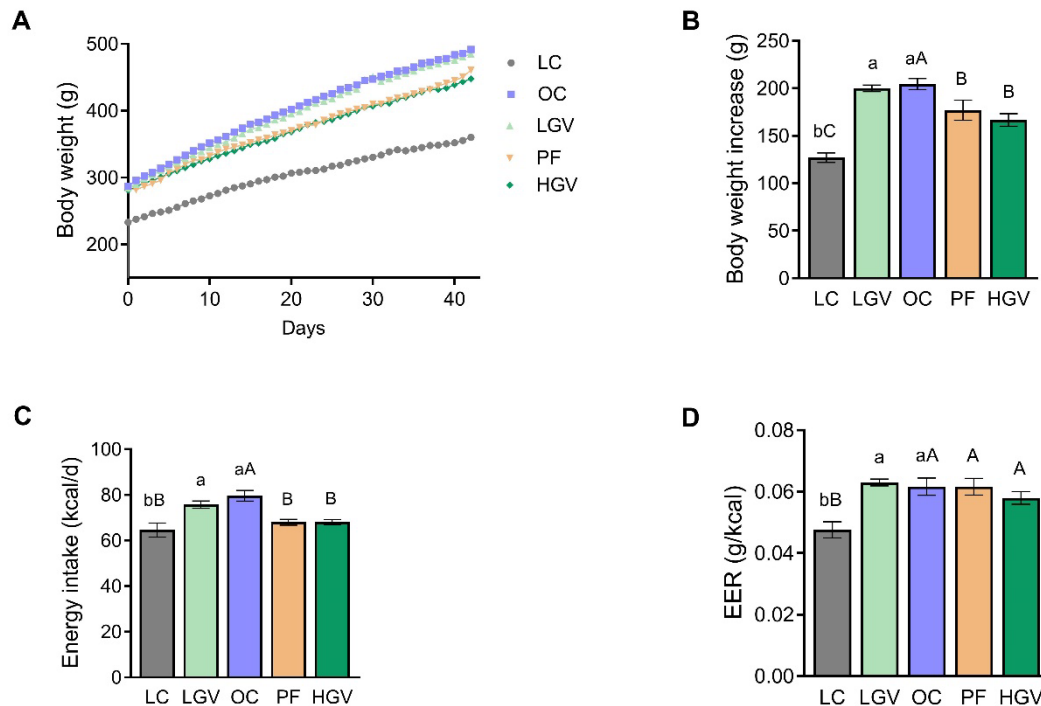 A
Body weight (g)
500
400
300
200
0 10 20 30 40
Days
LC
OC
LGV
PF
HGV
B
Body weight increase (g)
250
200
150
100
50
0
bC a aA B B
LC LGV OC PF HGV
C
Energy intake (kcal/d)
100
80
60
40
20
0
bB a aA B B
LC LGV OC PF HGV
D
EER (g/kcal)
0.08
0.06
0.04
0.02
0.00
bB a aA A A
LC LGV OC PF HGV